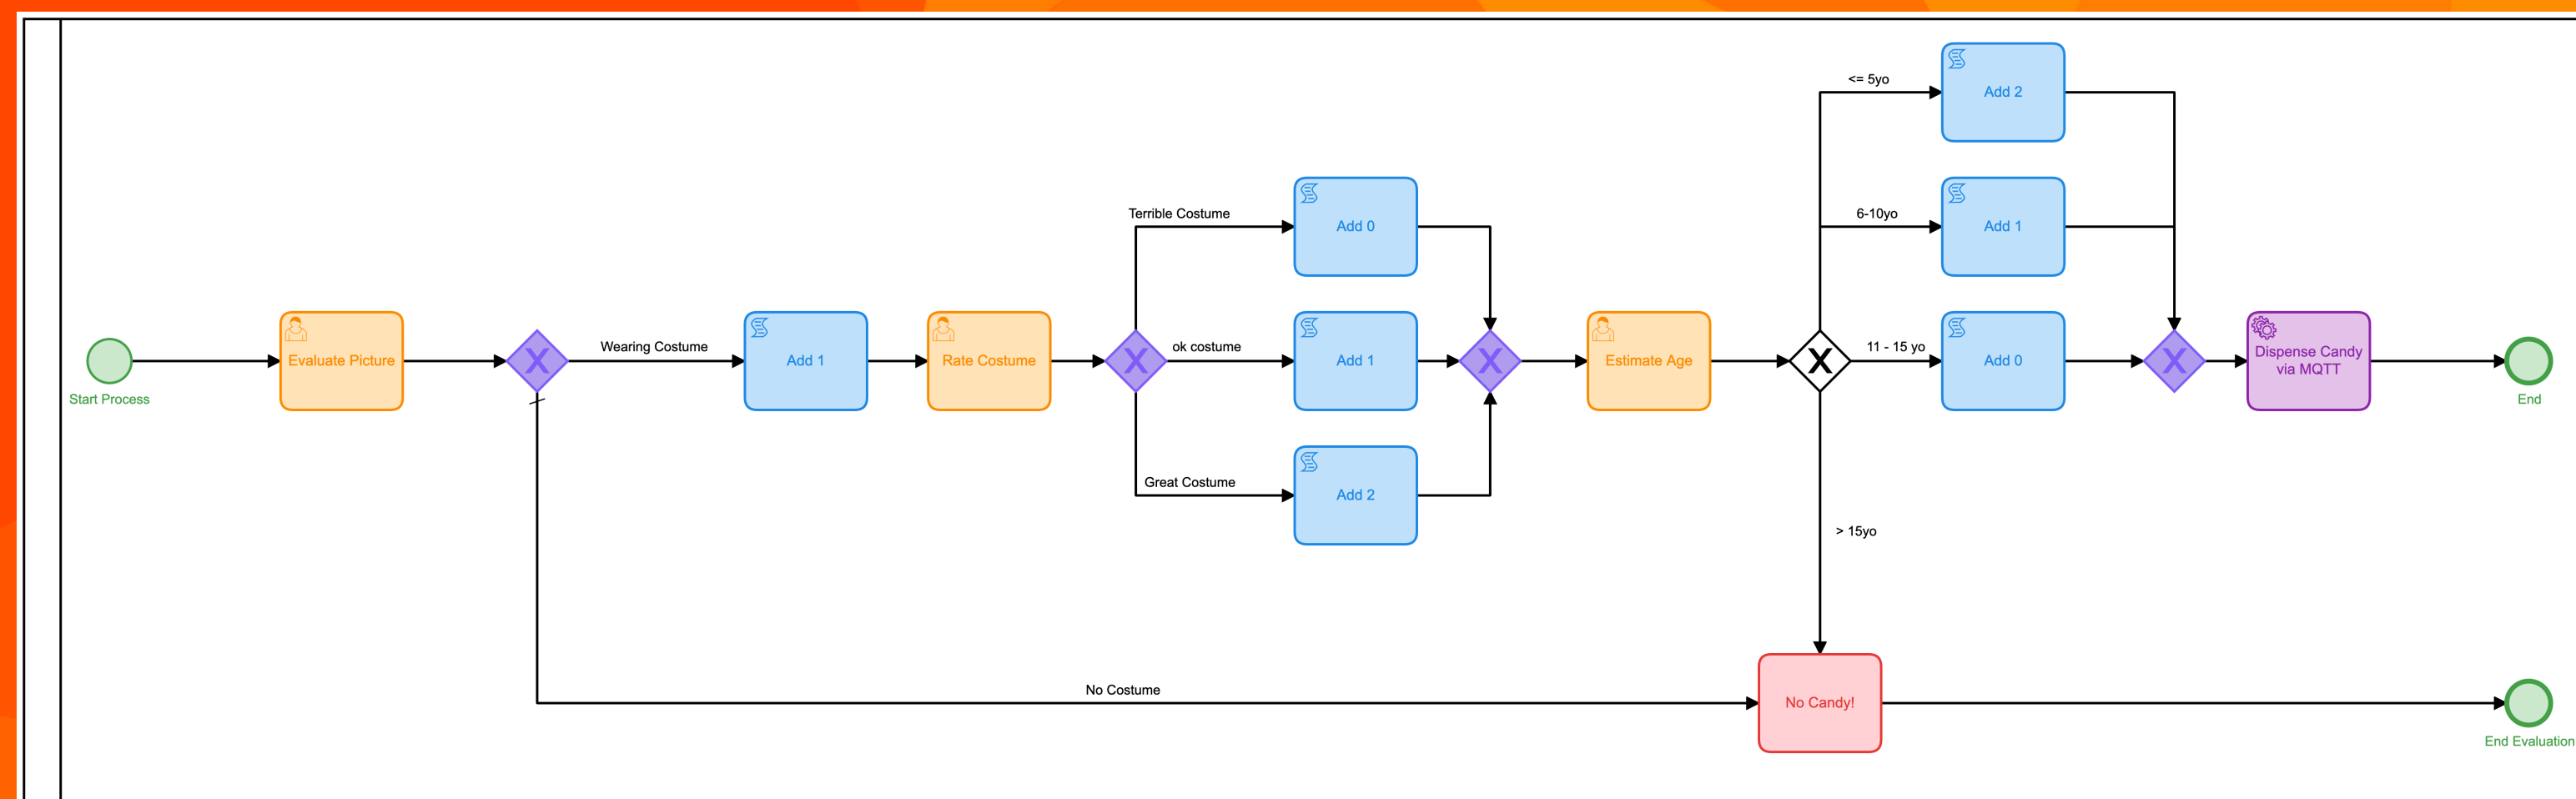 Start Process
Evaluate Picture
X
Wearing Costume
Add 1
Rate Costume
X
Terrible Costume
Add 0
ok costume
Add 1
Great Costume
Add 2
X
Estimate Age
X
<= 5yo
Add 2
6-10yo
Add 1
11 - 15 yo
Add 0
X
Dispense Candy
via MQTT
End
> 15yo
No Costume
No Candy!
End Evaluation